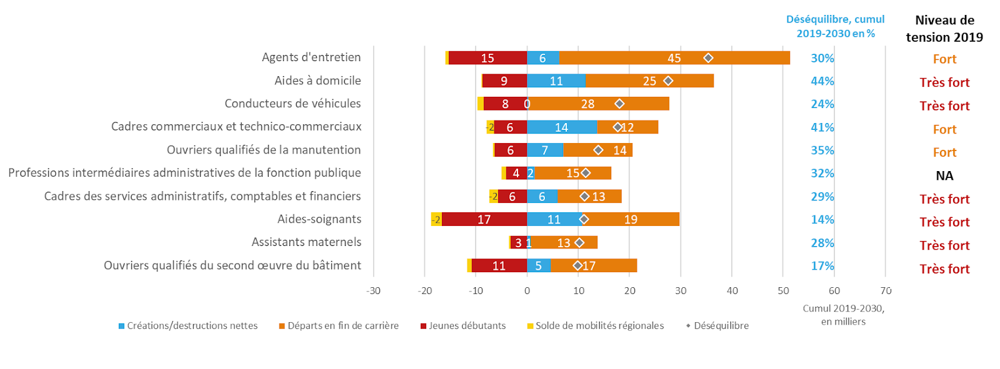 Déséquilibre, cumul
2019-2030 en %
Niveau de
tension 2019
Agents d'entretien 15 6 45 30% Fort
Aides à domicile 9 11 25 44% Très fort
Conducteurs de véhicules 8 0 28 24% Très fort
Cadres commerciaux et technico-commerciaux -2 6 14 12 41% Fort
Ouvriers qualifiés de la manutention 6 7 14 35% Fort
Professions intermédiaires administratives de la fonction publique 4 2 15 32% NA
Cadres des services administratifs, comptables et financiers -2 6 6 13 29% Très fort
Aides-soignants -2 17 11 19 14% Très fort
Assistants maternels 3 1 13 28% Très fort
Ouvriers qualifiés du second œuvre du bâtiment 11 5 17 17% Très fort
-30 -20 -10 0 10 20 30 40 50 60 70
Cumul 2019-2030,
en milliers
Créations/destructions nettes Départs en fin de carrière Jeunes débutants Solde de mobilités régionales Déséquilibre